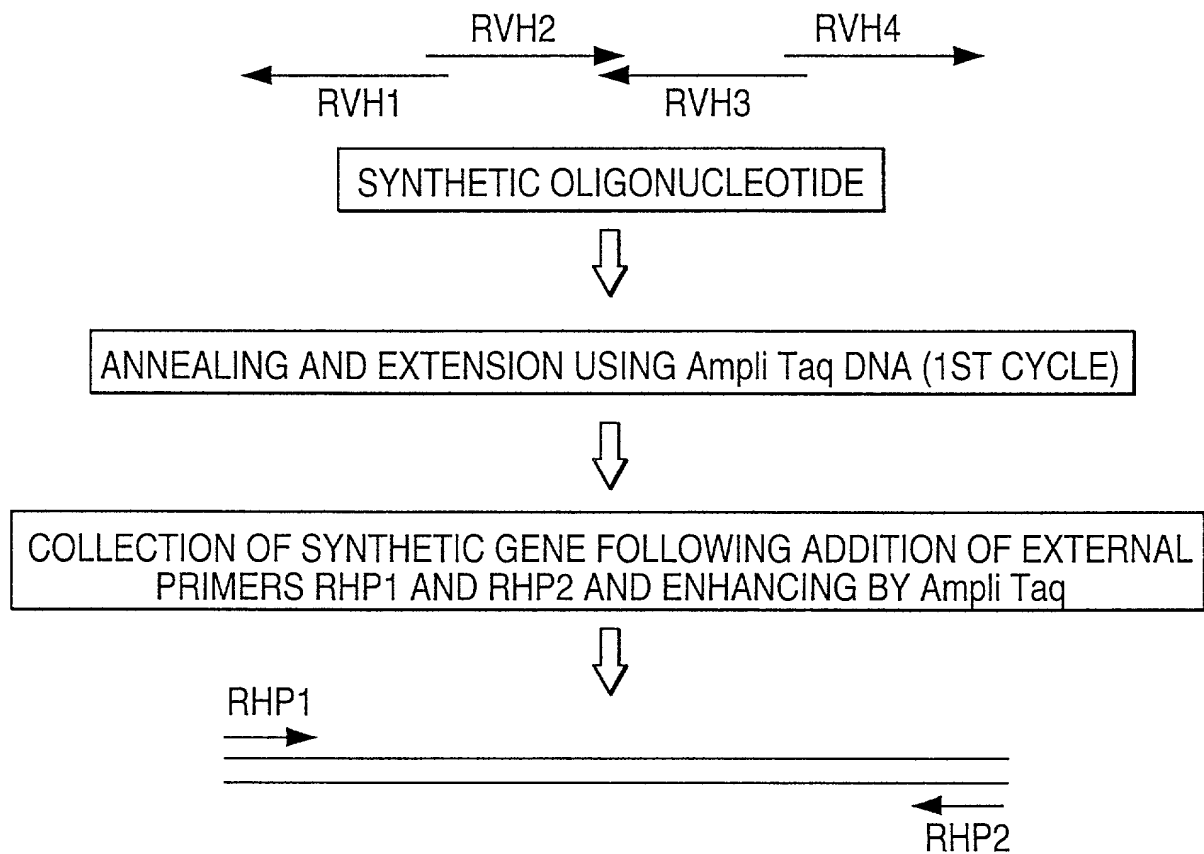 RVH2
RVH4
RVH1
RVH3
SYNTHETIC OLIGONUCLEOTIDE
ANNEALING AND EXTENSION USING Ampli Taq DNA (1ST CYCLE)
COLLECTION OF SYNTHETIC GENE FOLLOWING ADDITION OF EXTERNAL
PRIMERS RHP1 AND RHP2 AND ENHANCING BY Ampli Taq
RHP1
RHP2